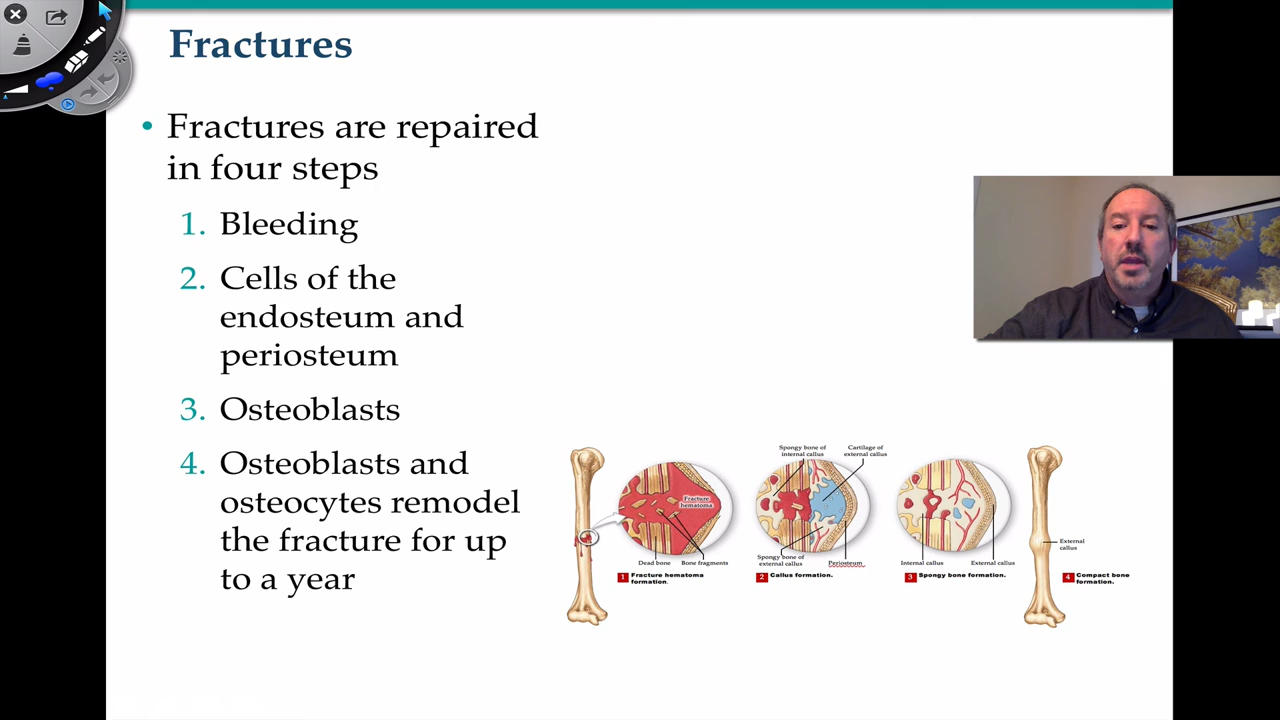 Fractures
• Fractures are repaired
in four steps
1. Bleeding
2. Cells of the
endosteum and
periosteum
3. Osteoblasts
4. Osteoblasts and
osteocytes remodel
the fracture for up
to a year
Fracture
hematoma
Dead bone
Bone fragments
1 Fracture hematoma
formation.
Spongy bone of
internal callus
Cartilage of
external callus
Spongy bone of
external callus
Periosteum
2 Callus formation.
Internal callus
External callus
3 Spongy bone formation.
External
callus
4 Compact bone
formation.